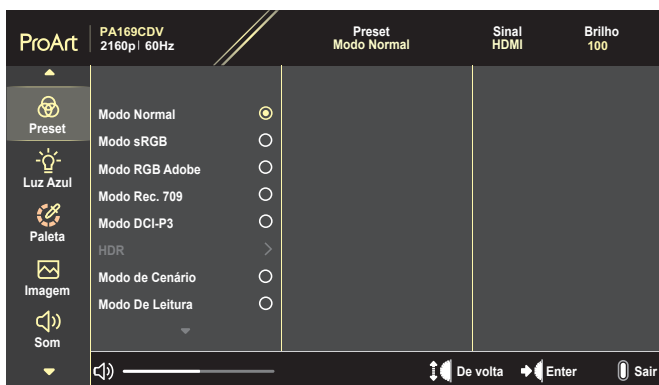 ProArt
PA169CDV
2160p 60Hz
Preset
Modo Normal
Sinal
HDMI
Brilho
100
Preset
Luz Azul
Paleta
Imagem
Som
Modo Normal
Modo sRGB
Modo RGB Adobe
Modo Rec. 709
Modo DCI-P3
HDR
Modo de Cenário
Modo De Leitura
De volta
Enter
Sair